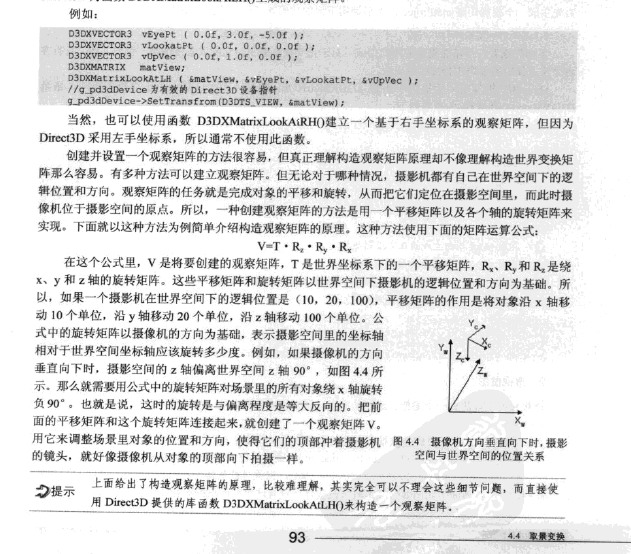 例如：
D3DXVECTOR3 vEyePt ( 0.0f, 3.0f, -5.0f );
D3DXVECTOR3 vLookatPt ( 0.0f, 0.0f, 0.0f );
D3DXVECTOR3 vUpVec ( 0.0f, 1.0f, 0.0f );
D3DXMATRIX matView;
D3DXMatrixLookAtLH ( &matView, &vEyePt, &vLookatPt, &vUpVec );
//g_pd3dDevice 为有效的 Direct3D 设备指针
g_pd3dDevice->SetTransfrom(D3DTS_VIEW, &matView);
当然，也可以使用函数 D3DXMatrixLookAtRH()建立一个基于右手坐标系的观察矩阵，但因为
Direct3D 采用左手坐标系，所以通常不使用此函数。
创建并设置一个观察矩阵的方法很容易，但真正理解构造观察矩阵原理却不像理解构造世界变换矩
阵那么容易。有多种方法可以建立观察矩阵。但无论于哪种情况，摄影机都有自己在世界空间下的逻
辑位置和方向。观察矩阵的任务就是完成对象的平移和旋转，从而把它们定位在摄影空间里，而此时摄
像机位于摄影空间的原点。所以，一种创建观察矩阵的方法是用一个平移矩阵以及各个轴的旋转矩阵来
实现。下面就以这种方法为例简单介绍构造观察矩阵的原理。这种方法使用下面的矩阵运算公式：
V=T·Rz·Ry·Rx
在这个公式里，V 是将要创建的观察矩阵，T 是世界坐标系下的一个平移矩阵，Rx、Ry 和 Rz 是绕
x、y 和 z 轴的旋转矩阵。这些平移矩阵和旋转矩阵以世界空间下摄影机的逻辑位置和方向为基础。所
以，如果一个摄影机在世界空间下的逻辑位置是（10，20，100），平移矩阵的作用是将对象沿 x 轴移
动 10 个单位，沿 y 轴移动 20 个单位，沿 z 轴移动 100 个单位。公
式中的旋转矩阵以摄像机的方向为基础，表示摄影空间里的坐标轴
相对于世界空间坐标轴应该旋转多少度。例如，如果摄像机的方向
垂直向下时，摄影空间的 z 轴偏离世界空间 z 轴 90°，如图 4.4 所
示。那么就需要用公式中的旋转矩阵对场景里的所有对象绕 x 轴旋转
负 90°。也就是说，这时的旋转是与偏离程度是等大反向的。把前
面的平移矩阵和这个旋转矩阵连接起来,就创建了一个观察矩阵 V。
用它来调整场景里对象的位置和方向，使得它们的顶部冲着摄影机
的镜头，就好像摄像机从对象的顶部向下拍摄一样。
Yc
Yw
Xc
Zc
Zw
Xw
图 4.4 摄像机方向垂直向下时, 摄影
空间与世界空间的位置关系
提示
上面给出了构造观察矩阵的原理，比较难理解，其实完全可以不理会这些细节问题，而直接使
用 Direct3D 提供的库函数 D3DXMatrixLookAtLH()来构造一个观察矩阵。
93
4.4 取景变换